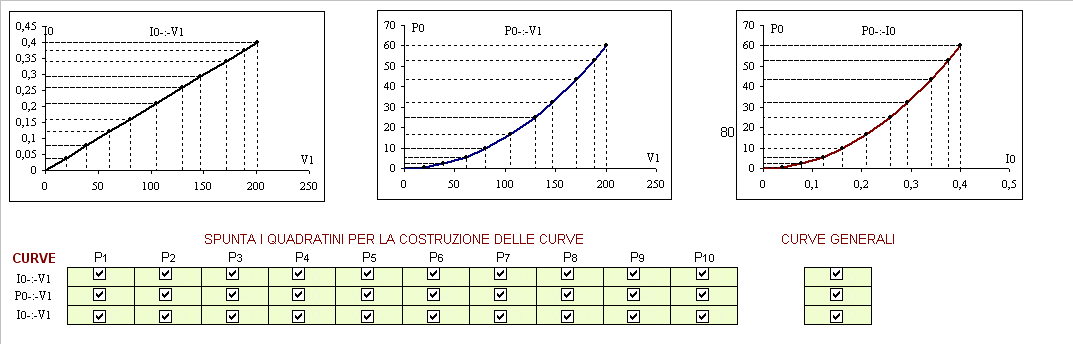 I0 I0-:-V1
0,45
0,4
0,35
0,3
0,25
0,2
0,15
0,1
0,05
0
V1
0 50 100 150 200 250
P0 P0-:-V1
70
60
50
40
30
20
10
0
V1
0 50 100 150 200 250
P0 P0-:-I0
70
60
50
40
30
80
20
10
0
I0
0 0,1 0,2 0,3 0,4 0,5
SPUNTA I QUADRATINI PER LA COSTRUZIONE DELLE CURVE CURVE GENERALI
CURVE P1 P2 P3 P4 P5 P6 P7 P8 P9 P10
I0-:-V1
P0-:-V1
I0-:-V1